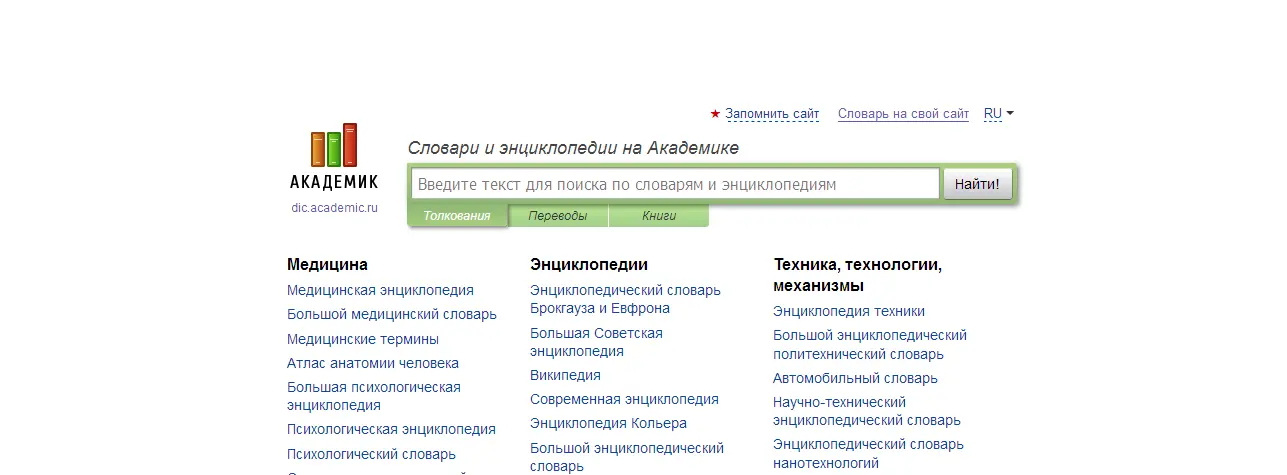 ★ Запомнить сайт Словарь на свой сайт RU
Словари и энциклопедии на Академике
АКАДЕМИК
dic.academic.ru
Введите текст для поиска по словарям и энциклопедиям
Найти!
Толкования Переводы Книги
Медицина
Медицинская энциклопедия
Большой медицинский словарь
Медицинские термины
Атлас анатомии человека
Большая психологическая
энциклопедия
Психологическая энциклопедия
Психологический словарь
Энциклопедии
Энциклопедический словарь
Брокгауза и Евфрона
Большая Советская
энциклопедия
Википедия
Современная энциклопедия
Энциклопедия Кольера
Большой энциклопедический
словарь
Техника, технологии,
механизмы
Энциклопедия техники
Большой энциклопедический
политехнический словарь
Автомобильный словарь
Научно-технический
энциклопедический словарь
Энциклопедический словарь
нанотехнологий